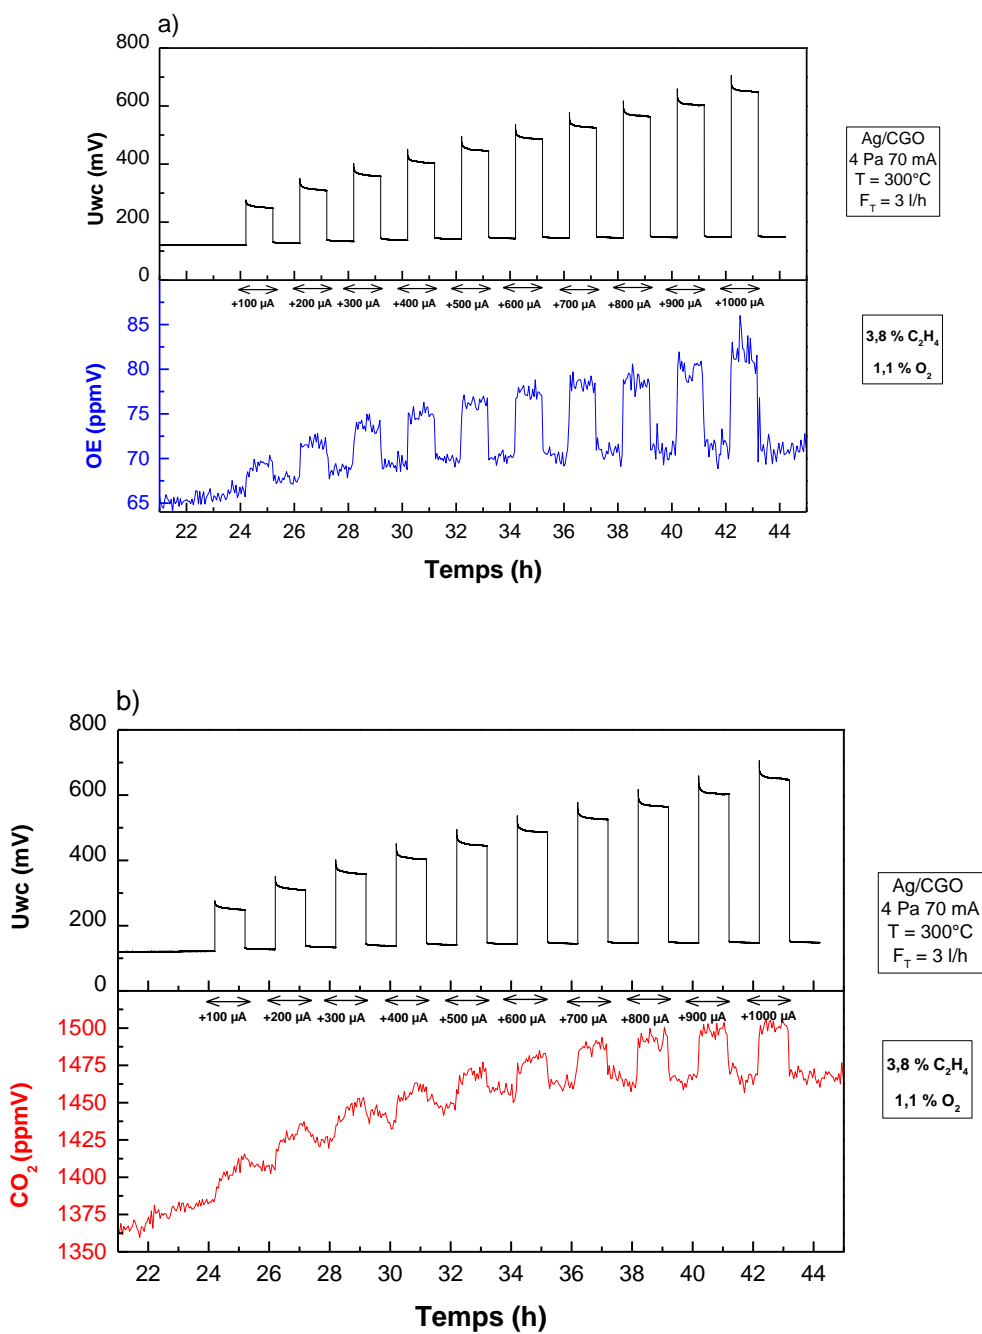 a)
800
600
400
200
0
Uwc (mV)
Ag/CGO
4 Pa 70 mA
T = 300°C
F_T = 3 l/h
+100 µA
+200 µA
+300 µA
+400 µA
+500 µA
+600 µA
+700 µA
+800 µA
+900 µA
+1000 µA
85
80
75
70
65
OE (ppmV)
3,8 % C₂H₄
1,1 % O₂
22 24 26 28 30 32 34 36 38 40 42 44
Temps (h)
b)
800
600
400
200
0
Uwc (mV)
Ag/CGO
4 Pa 70 mA
T = 300°C
F_T = 3 l/h
+100 µA
+200 µA
+300 µA
+400 µA
+500 µA
+600 µA
+700 µA
+800 µA
+900 µA
+1000 µA
1500
1475
1450
1425
1400
1375
1350
CO₂ (ppmV)
3,8 % C₂H₄
1,1 % O₂
22 24 26 28 30 32 34 36 38 40 42 44
Temps (h)